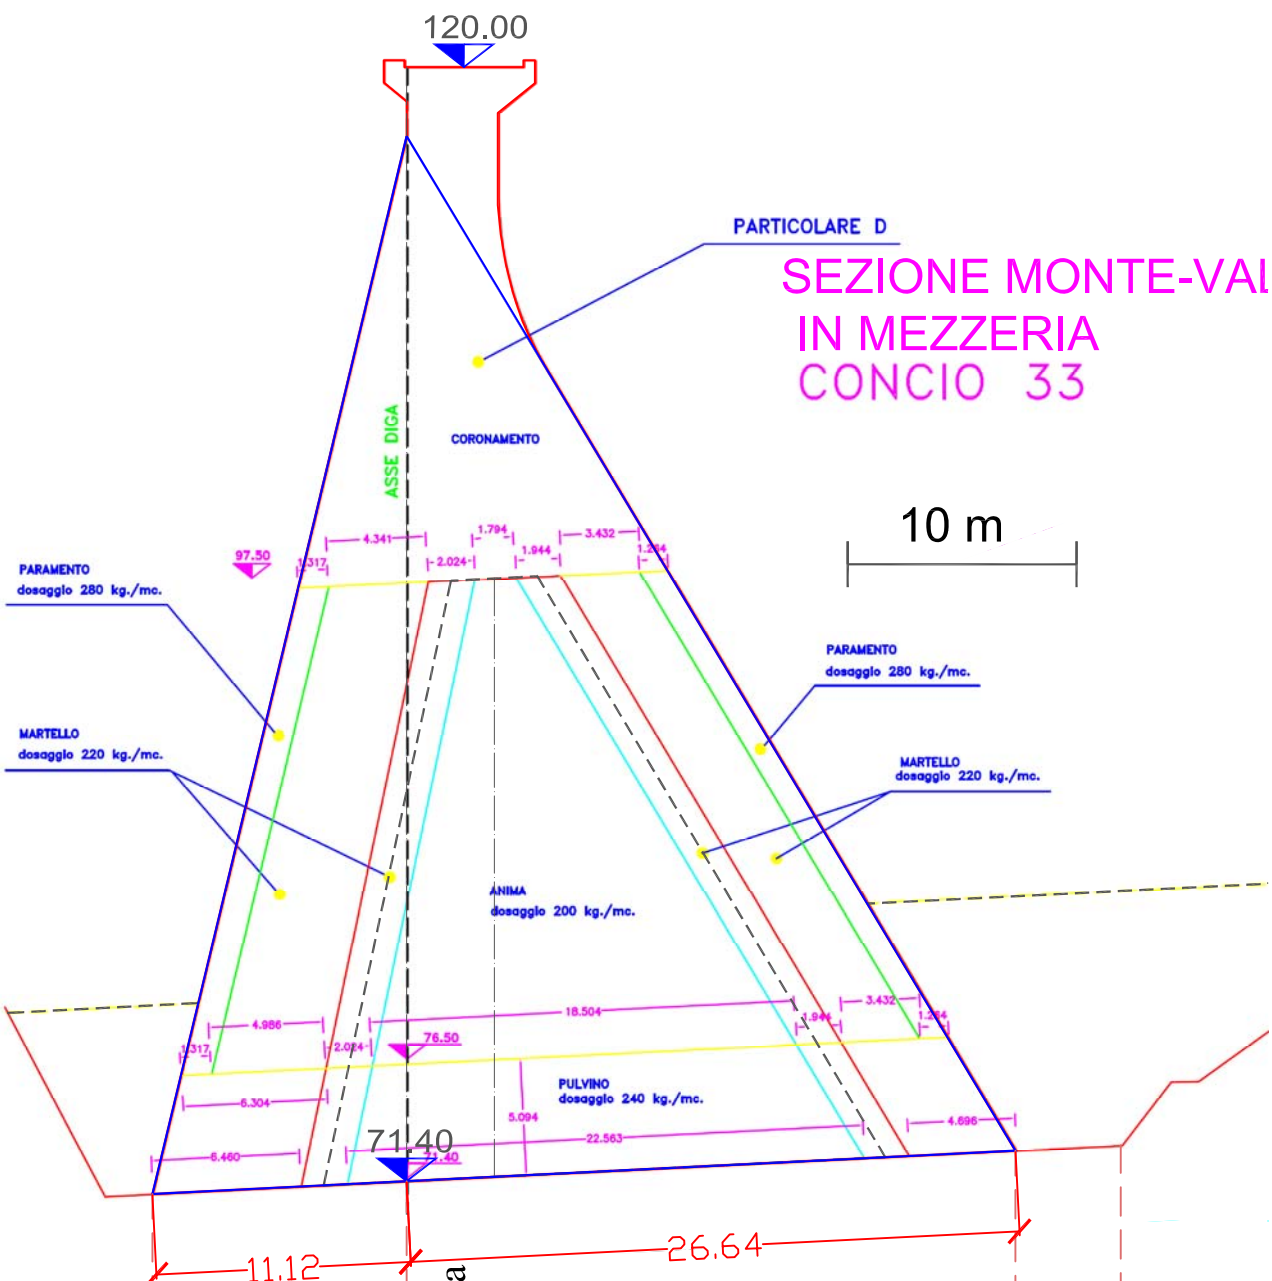 120.00
PARTICOLARE D
SEZIONE MONTE-VAL
IN MEZZERIA
CONCIO 33
ASSE DIGA
CORONAMENTO
10 m
1.794
4.341
3.432
97.50
1.317
2.024
1.944
PARAMENTO
dosaggio 280 kg./mc.
PARAMENTO
dosaggio 280 kg./mc.
MARTELLO
dosaggio 220 kg./mc.
MARTELLO
dosaggio 220 kg./mc.
ANIMA
dosaggio 200 kg./mc.
18.504
3.432
4.986
1.944
1.317
2.024
76.50
PULVINO
dosaggio 240 kg./mc.
6.304
5.094
4.696
22.563
71.40
71.40
6.460
11.12
26.64
a